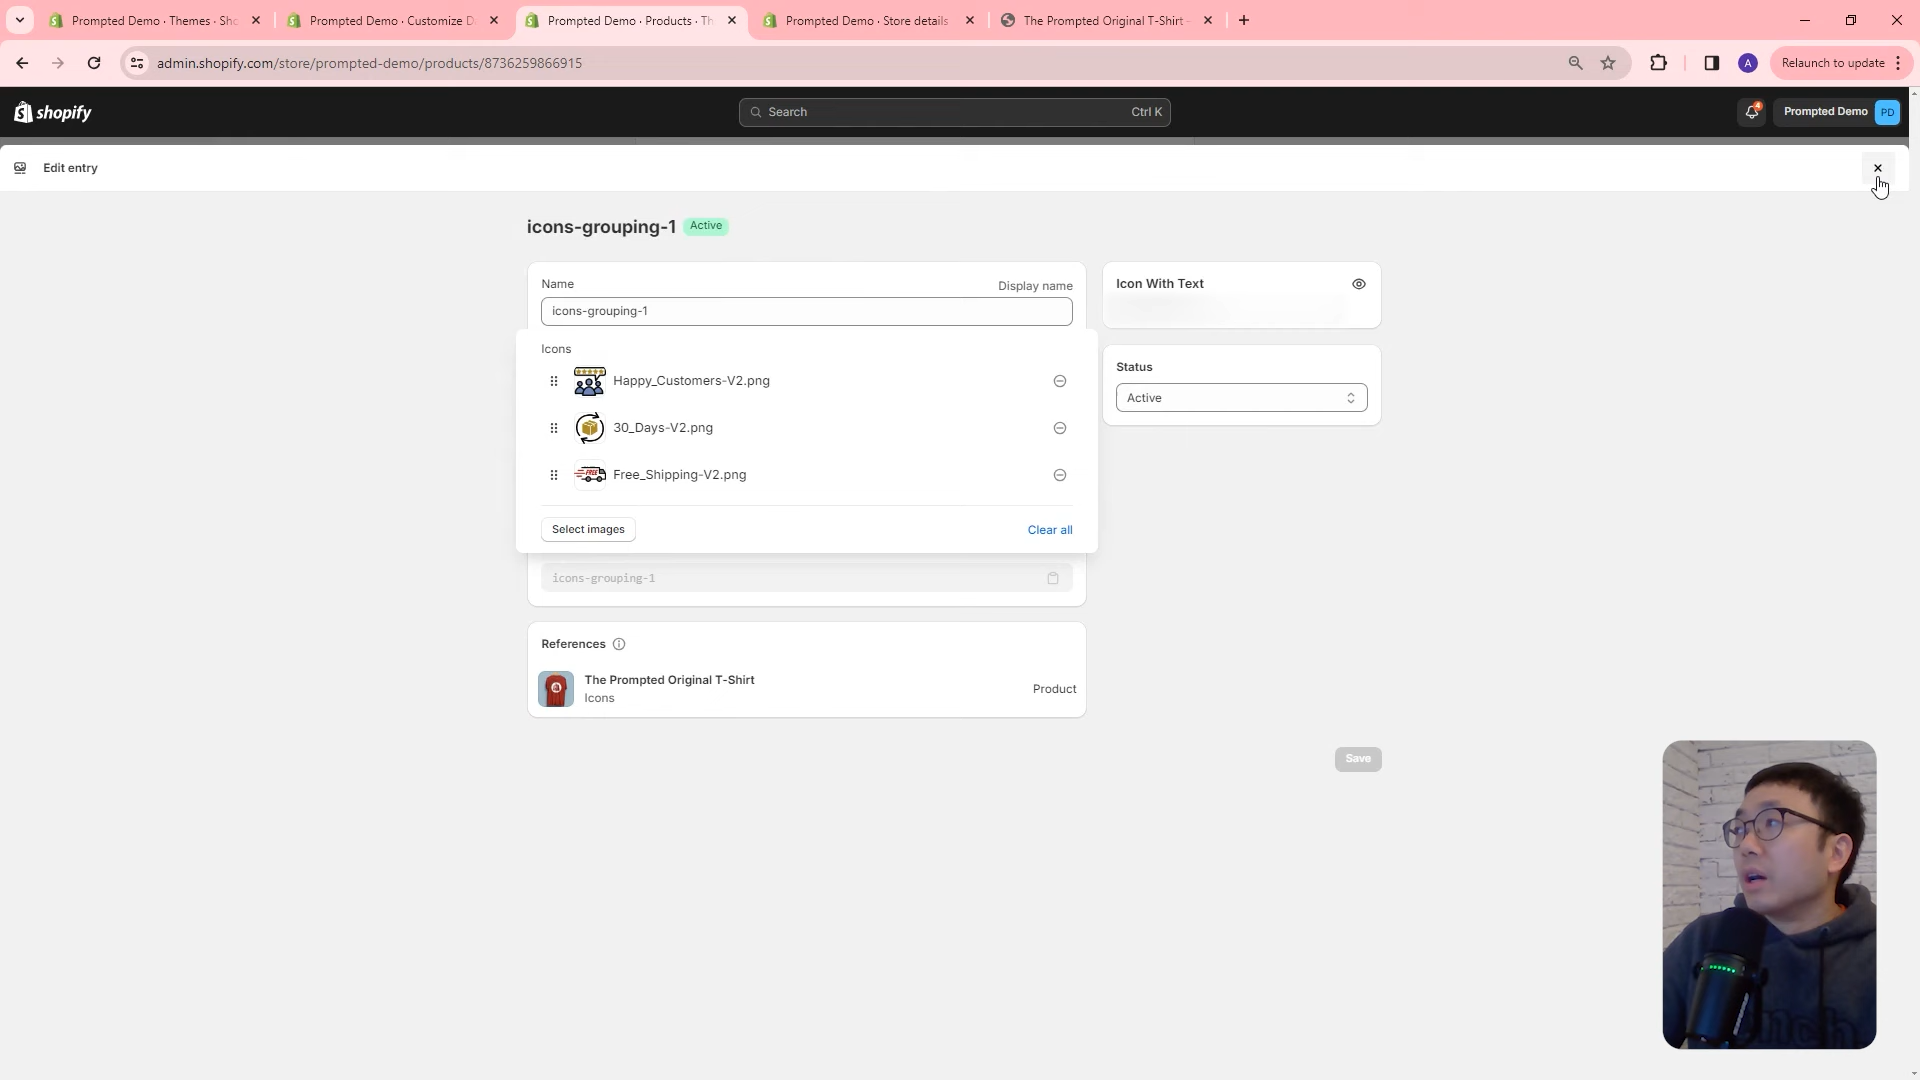 Prompted Demo · Themes · Sho
Prompted Demo · Customize D
Prompted Demo · Products · Th
Prompted Demo · Store details
The Prompted Original T-Shirt
admin.shopify.com/store/prompted-demo/products/8736259866915
A
Relaunch to update
shopify
Search
Ctrl K
4
Prompted Demo
PD
Edit entry
icons-grouping-1
Active
Name
Display name
icons-grouping-1
Icon With Text
Icons
Happy_Customers-V2.png
30_Days-V2.png
FREE
Free_Shipping-V2.png
Status
Active
Select images
Clear all
icons-grouping-1
References
The Prompted Original T-Shirt
Icons
Product
Save